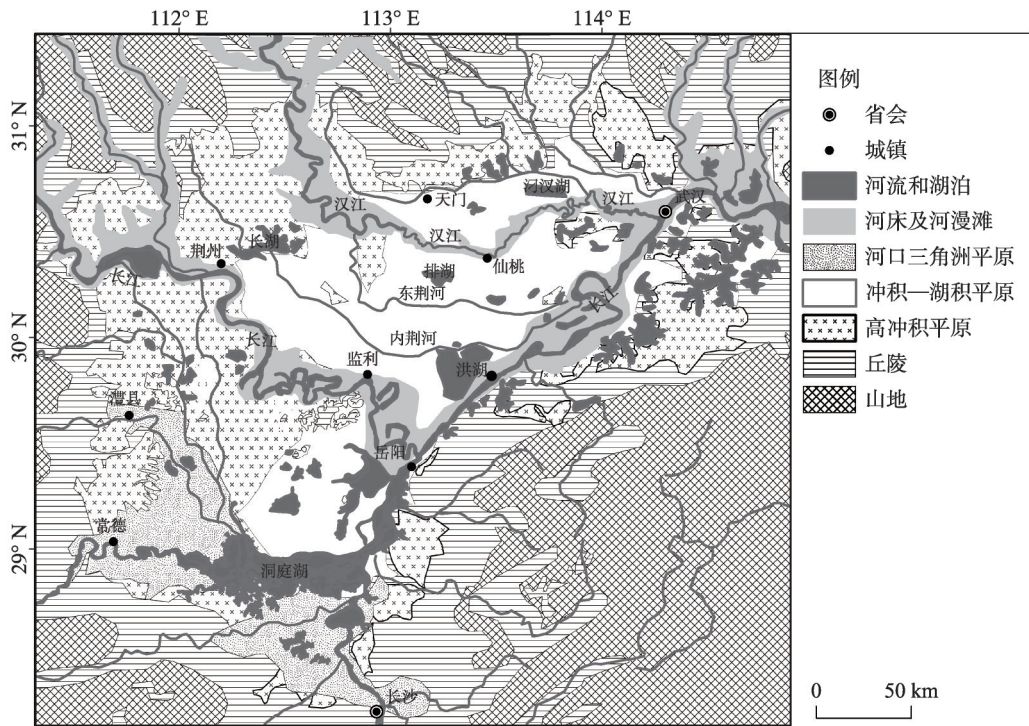 112° E
113° E
114° E
31° N
30° N
29° N
汉江
天门
刁汊湖
汉江
武汉
荆州
长湖
汉江
仙桃
排湖
长江
东荆河
长江
长江
内荆河
监利
洪湖
澧县
岳阳
常德
洞庭湖
长沙
图例
省会
城镇
河流和湖泊
河床及河漫滩
河口三角洲平原
冲积—湖积平原
高冲积平原
丘陵
山地
0 50 km